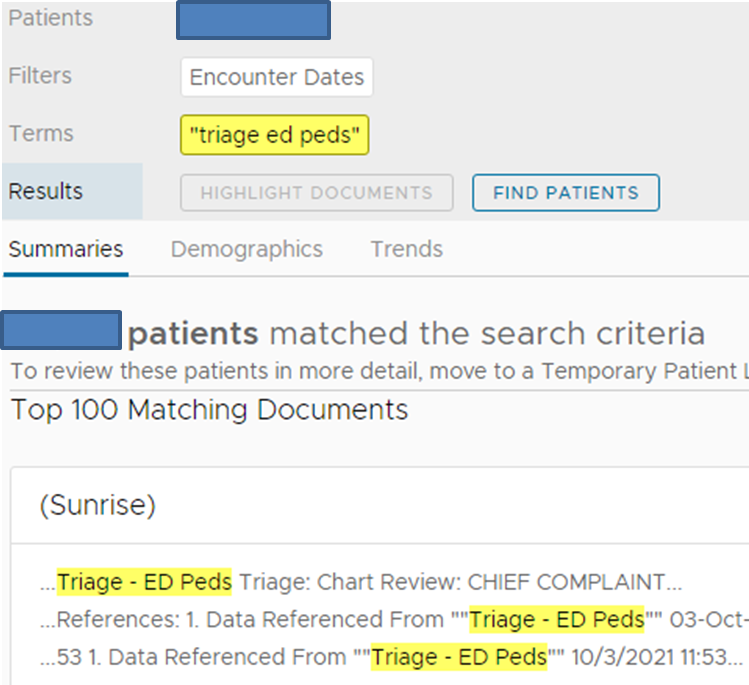 Patients
Filters Encounter Dates
Terms "triage ed peds"
Results HIGHLIGHT DOCUMENTS FIND PATIENTS
Summaries Demographics Trends
patients matched the search criteria
To review these patients in more detail, move to a Temporary Patient L
Top 100 Matching Documents
(Sunrise)
...Triage - ED Peds Triage: Chart Review: CHIEF COMPLAINT...
...References: 1. Data Referenced From ""Triage - ED Peds"" 03-Oct-
...53 1. Data Referenced From ""Triage - ED Peds"" 10/3/2021 11:53...